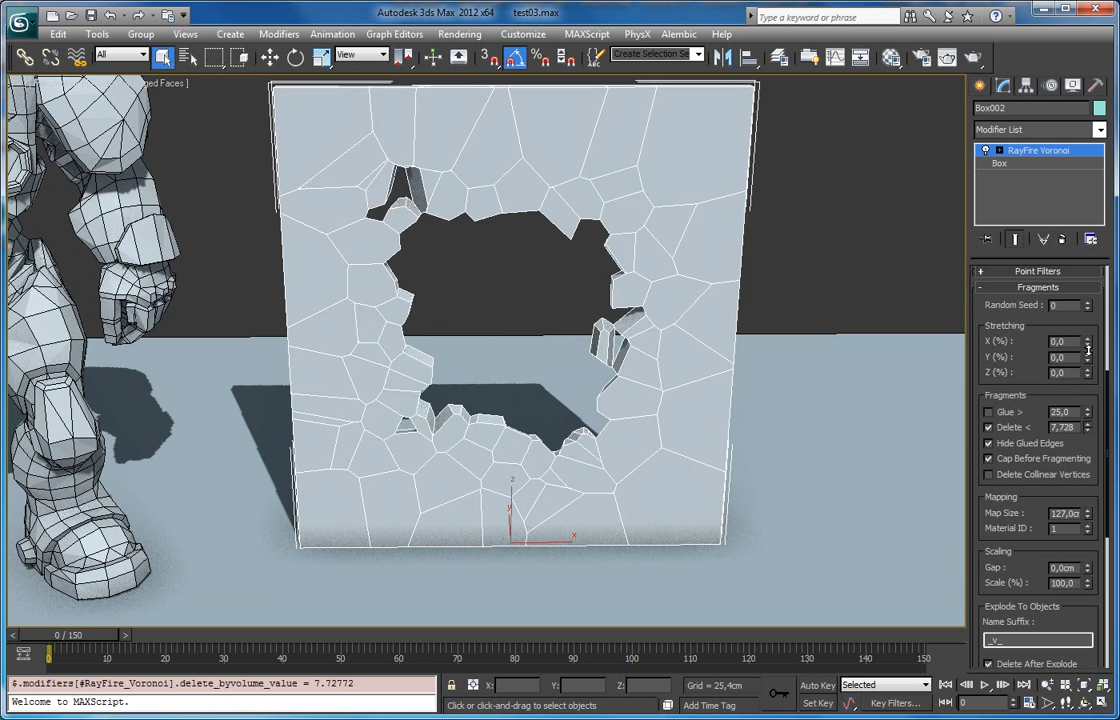 Autodesk 3ds Max 2012 x64 test03.max
Type a keyword or phrase
Edit Tools Group Views Create Modifiers Animation Graph Editors Rendering Customize MAXScript PhysX Alembic Help
All View 3 Create Selection Se
ged Faces ]
Box002
Modifier List
RayFire Voronoi
Box
+ Point Filters
- Fragments
Random Seed : 0
Stretching
X (%) : 0,0
Y (%) : 0,0
Z (%) : 0,0
Fragments
Glue > 25,0
Delete < 7,728
Hide Glued Edges
Cap Before Fragmenting
Delete Collinear Vertices
Mapping
Map Size : 127,0cr
Material ID : 1
Scaling
Gap : 0,0cm
Scale (%) : 100,0
Explode To Objects
Name Suffix :
_y_
Delete After Explode
z
y
x
< 0 / 150 >
0 10 20 30 40 50 60 70 80 90 100 110 120 130 140 150
$.modifiers[#RayFire_Voronoi].delete_byvolume_value = 7.72772
Welcome to MAXScript.
X: Y: Z: Grid = 25,4cm
Click or click-and-drag to select objects Add Time Tag
Auto Key Selected
Set Key Key Filters... 0